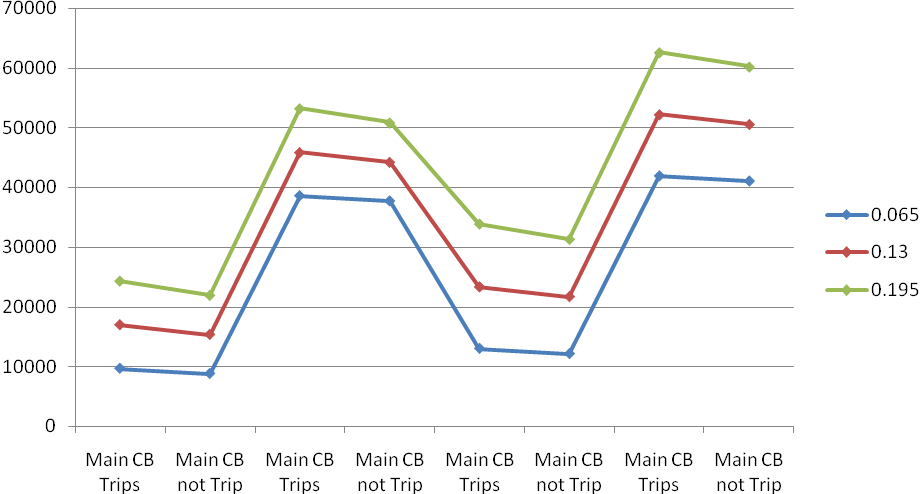 70000
60000
50000
40000
30000
20000
10000
0
Main CB
Trips
Main CB
not Trip
Main CB
Trips
Main CB
not Trip
Main CB
Trips
Main CB
not Trip
Main CB
Trips
Main CB
not Trip
0.065
0.13
0.195